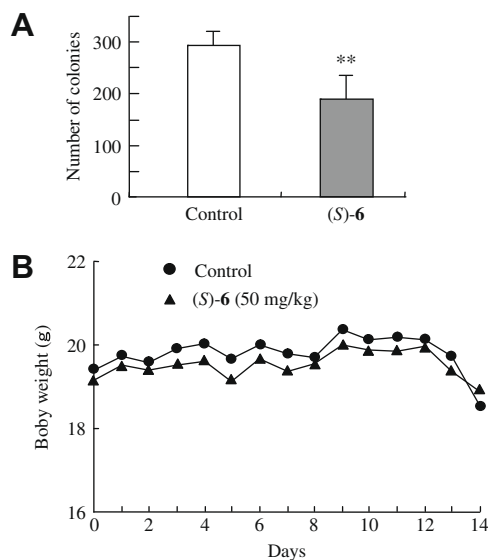 A
Number of colonies
300
200
100
0
**
Control
(S)-6
B
Boby weight (g)
22
20
18
16
Control
(S)-6 (50 mg/kg)
0 2 4 6 8 10 12 14
Days